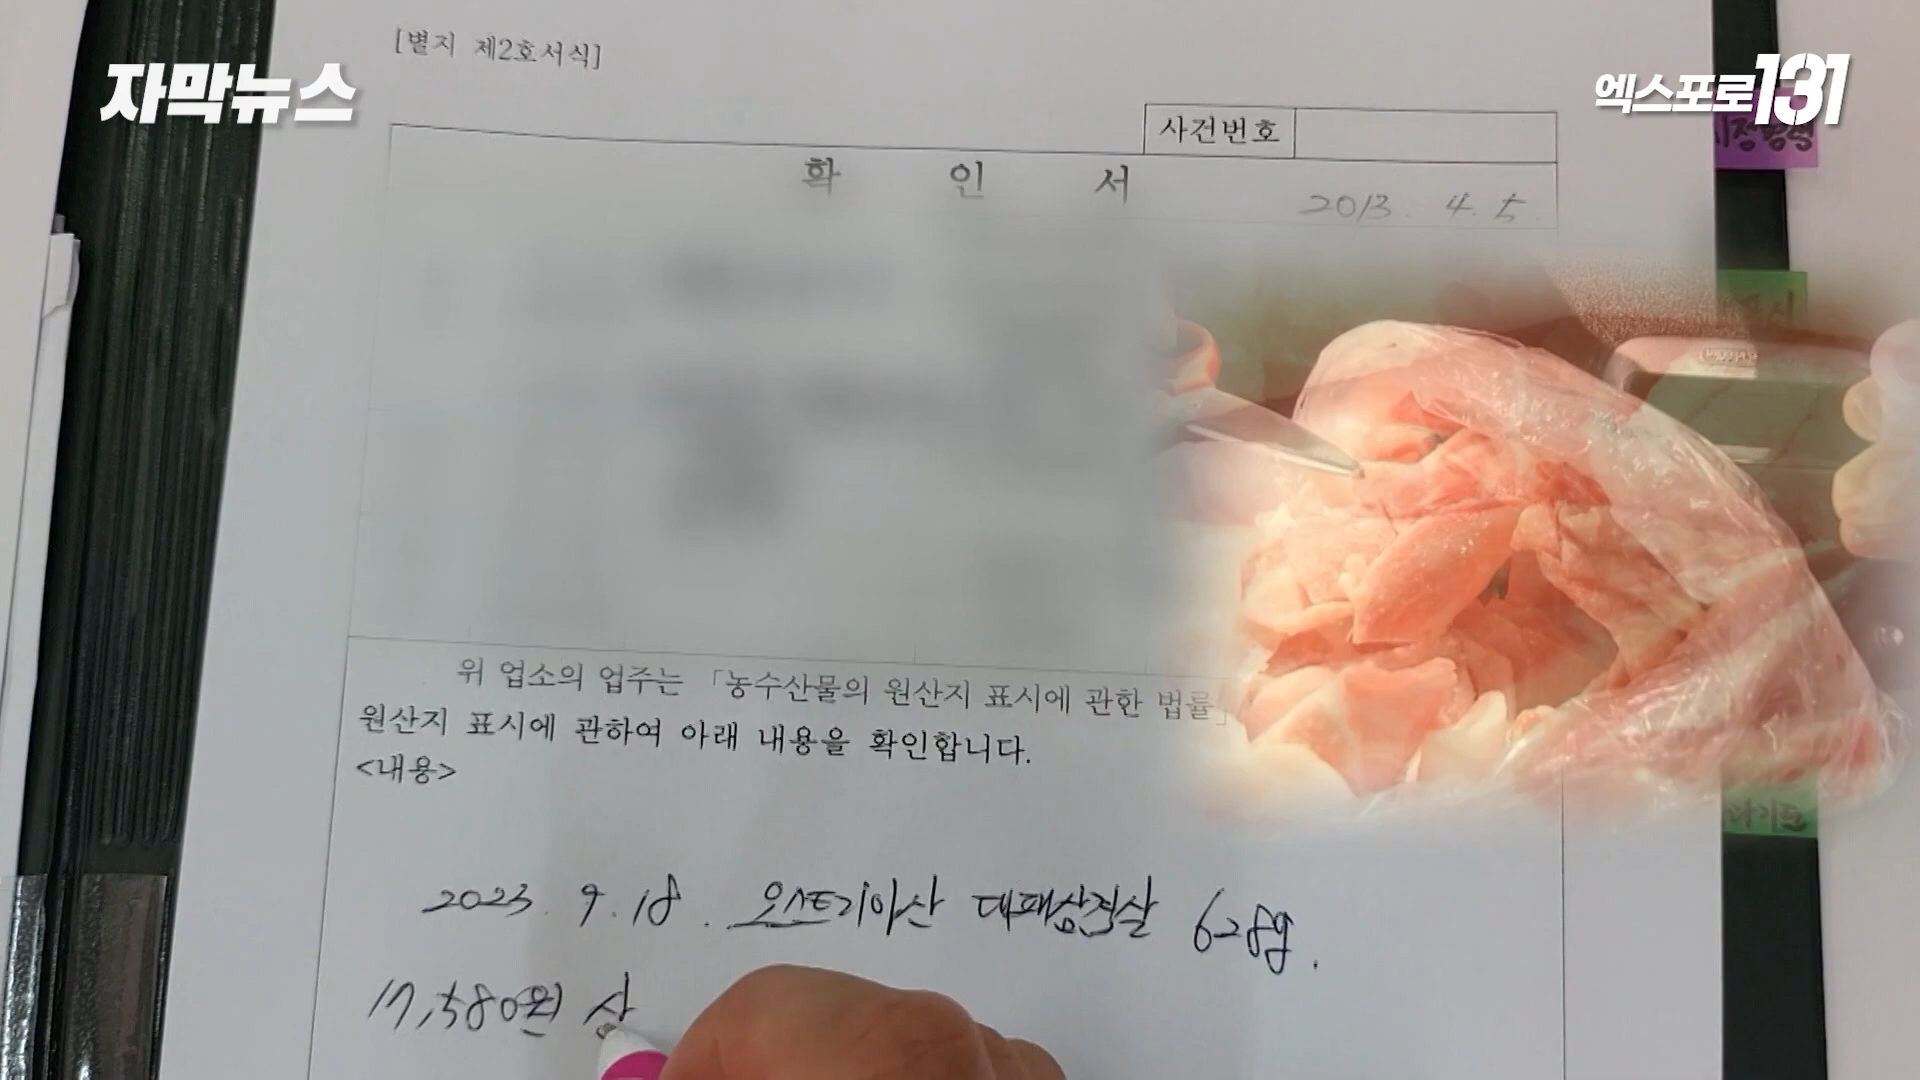 [별지 제2호서식]
자막뉴스
엑스포로131
사건번호
확 인 서
2013. 4. 5.
위 업소의 업주는 「농수산물의 원산지 표시에 관한 법률」
원산지 표시에 관하여 아래 내용을 확인합니다.
<내용>
2023. 9. 18. 오스트리아산 대패삼겹살 628g.
17,580원 상